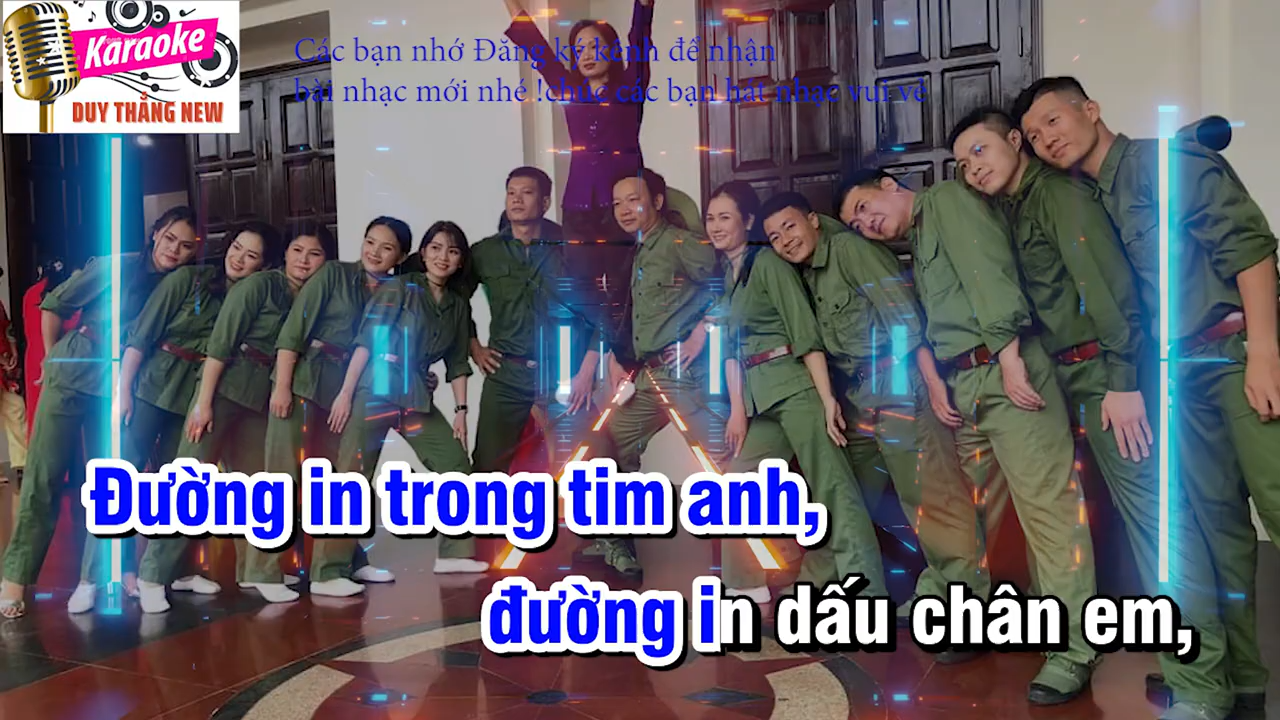 Karaoke
DUY THẮNG NEW
Các bạn nhớ Đăng ký kênh để nhận
bài nhạc mới nhé !chúc các bạn hát nhạc vui vẻ
Đường in trong tim anh,
đường in dấu chân em,